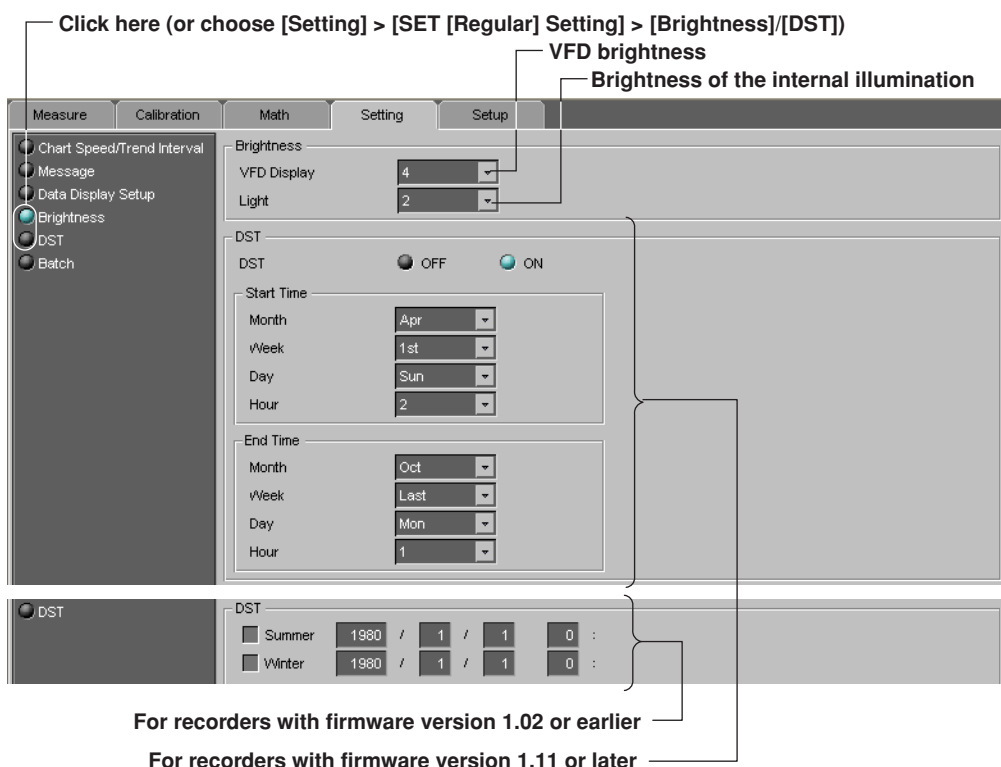 Click here (or choose [Setting] > [SET [Regular] Setting] > [Brightness]/[DST])
VFD brightness
Brightness of the internal illumination
Measure Calibration Math Setting Setup
Chart Speed/Trend Interval
Message
Data Display Setup
Brightness
DST
Batch
Brightness
VFD Display 4
Light 2
DST
DST OFF ON
Start Time
Month Apr
Week 1st
Day Sun
Hour 2
End Time
Month Oct
Week Last
Day Mon
Hour 1
DST
DST
Summer 1980 / 1 / 1 0 :
Winter 1980 / 1 / 1 0 :
For recorders with firmware version 1.02 or earlier
For recorders with firmware version 1.11 or later